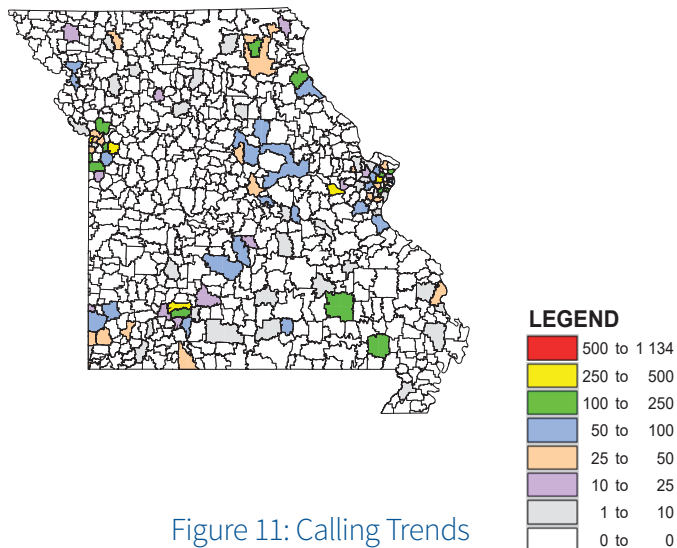 LEGEND
500 to 1 134
250 to 500
100 to 250
50 to 100
25 to 50
10 to 25
1 to 10
0 to 0
Figure 11: Calling Trends